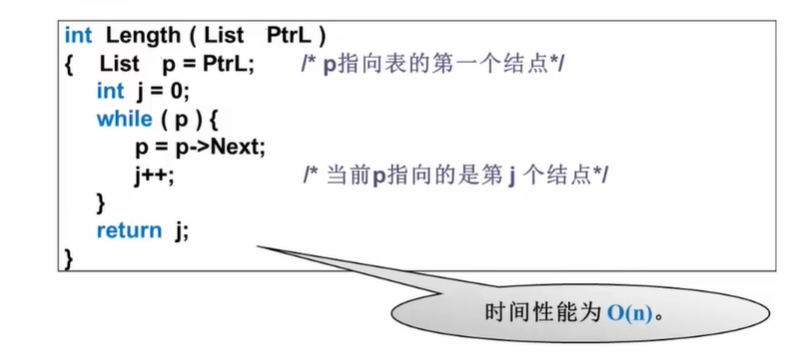 int Length ( List PtrL )
{ List p = PtrL; /* p指向表的第一个结点*/
int j = 0;
while ( p ) {
p = p->Next;
j++; /* 当前p指向的是第 j 个结点*/
}
return j;
}
时间性能为 O(n)。